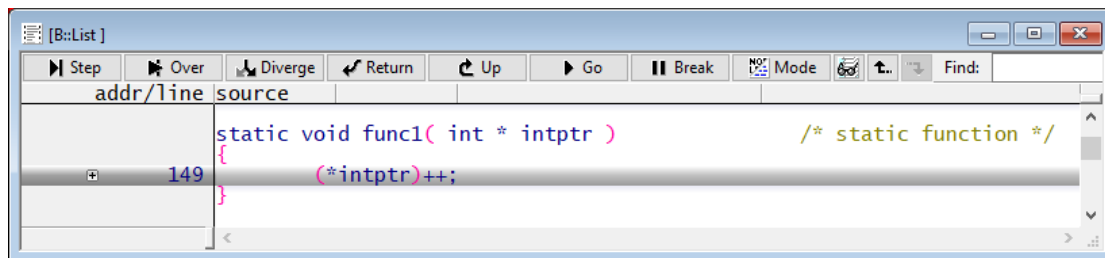 [B::List ]
Step Over Diverge Return Up Go Break Mode t.. Find:
addr/line source
static void func1( int * intptr ) /* static function */
{
149 (*intptr)++;
}